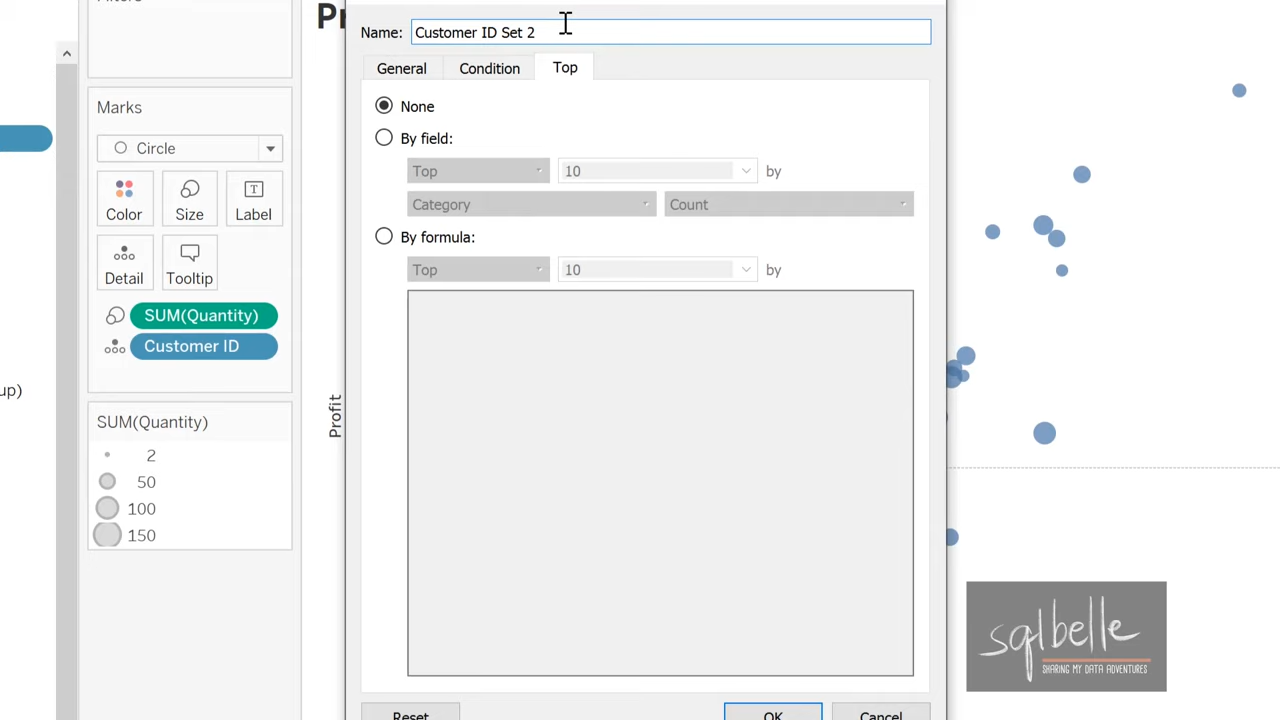 Filters
Pr
Name: Customer ID Set 2
General Condition Top
Marks
None
Circle
By field:
Top 10 by
Color Size Label
Category Count
By formula:
Detail Tooltip
Top 10 by
SUM(Quantity)
Customer ID
up)
Profit
SUM(Quantity)
2
50
100
150
sqlbelle
SHARING MY DATA ADVENTURES
Reset OK Cancel